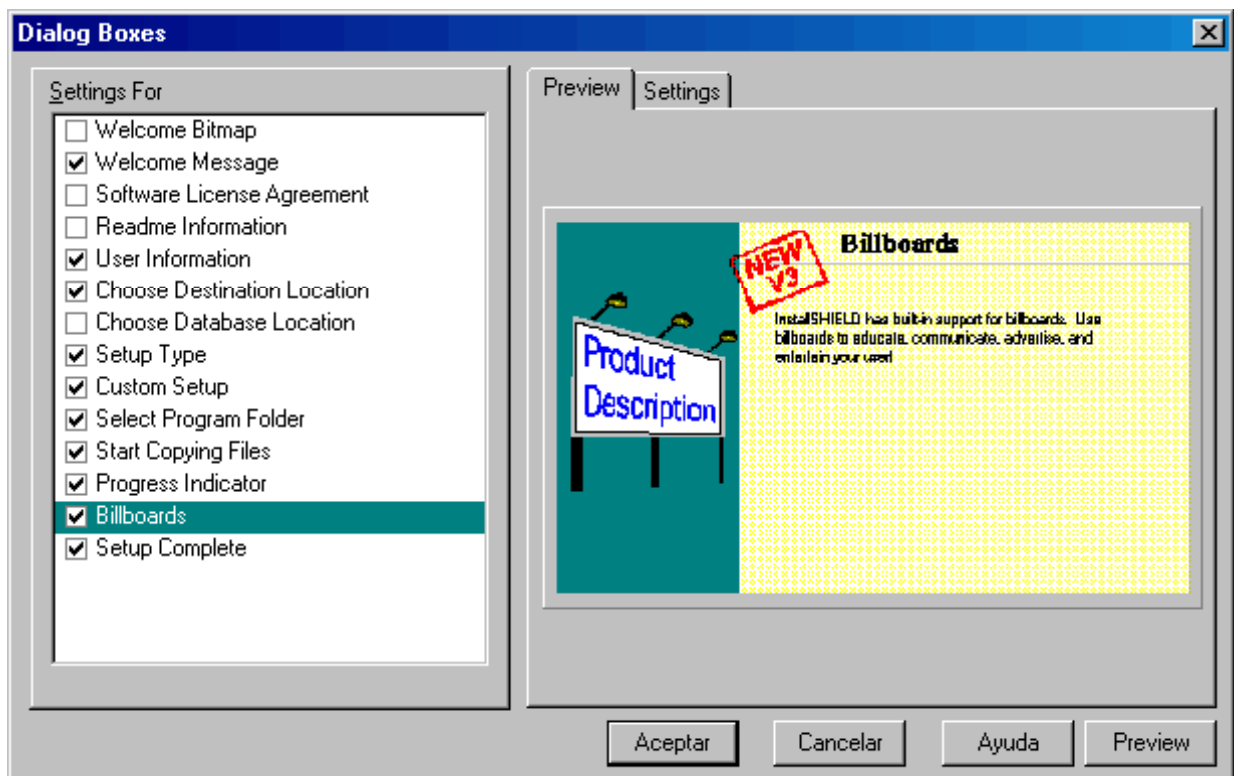 Dialog Boxes
Settings For
Welcome Bitmap
Welcome Message
Software License Agreement
Readme Information
User Information
Choose Destination Location
Choose Database Location
Setup Type
Custom Setup
Select Program Folder
Start Copying Files
Progress Indicator
Billboards
Setup Complete
Preview Settings
NEW
V3
Billboards
InstallSHIELD has built-in support for billboards. Use
billboards to educate, communicate, advertise, and
entertain your user!
Product
Description
Aceptar Cancelar Ayuda Preview